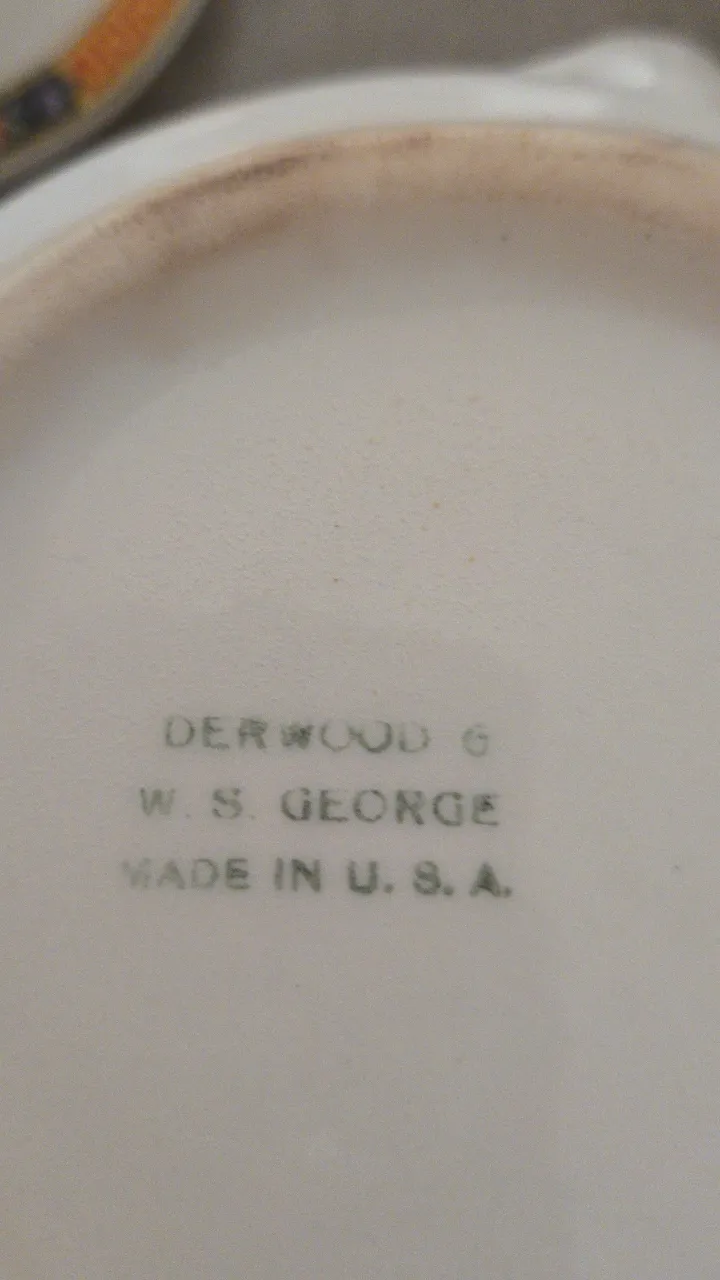 DERWOOD 6
W. S. GEORGE
MADE IN U. S. A.